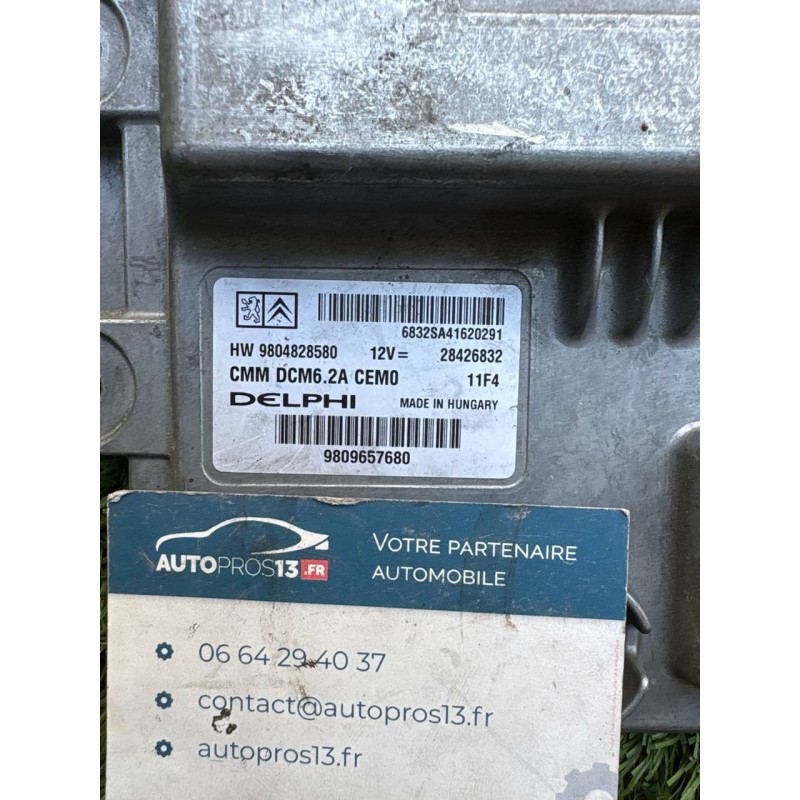 6832SA41620291
HW 9804828580 12V= 28426832
CMM DCM6.2A CEM0 11F4
DELPHI MADE IN HUNGARY
9809657680
AUTOPROS13.FR
VOTRE PARTENAIRE
AUTOMOBILE
06 64 29 40 37
contact@autopros13.fr
autopros13.fr